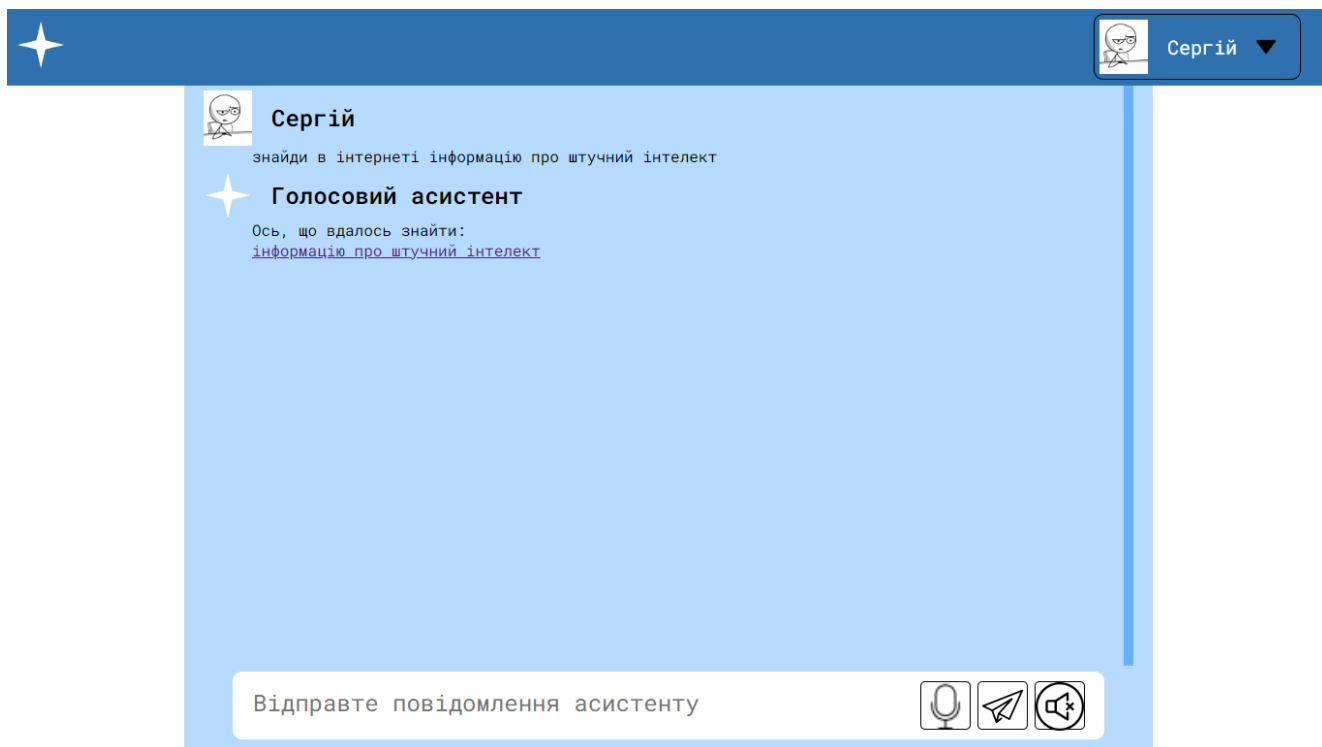 Сергій
Сергій
знайди в інтернеті інформацію про штучний інтелект
Голосовий асистент
Ось, що вдалось знайти:
інформацію про штучний інтелект
Відправте повідомлення асистенту